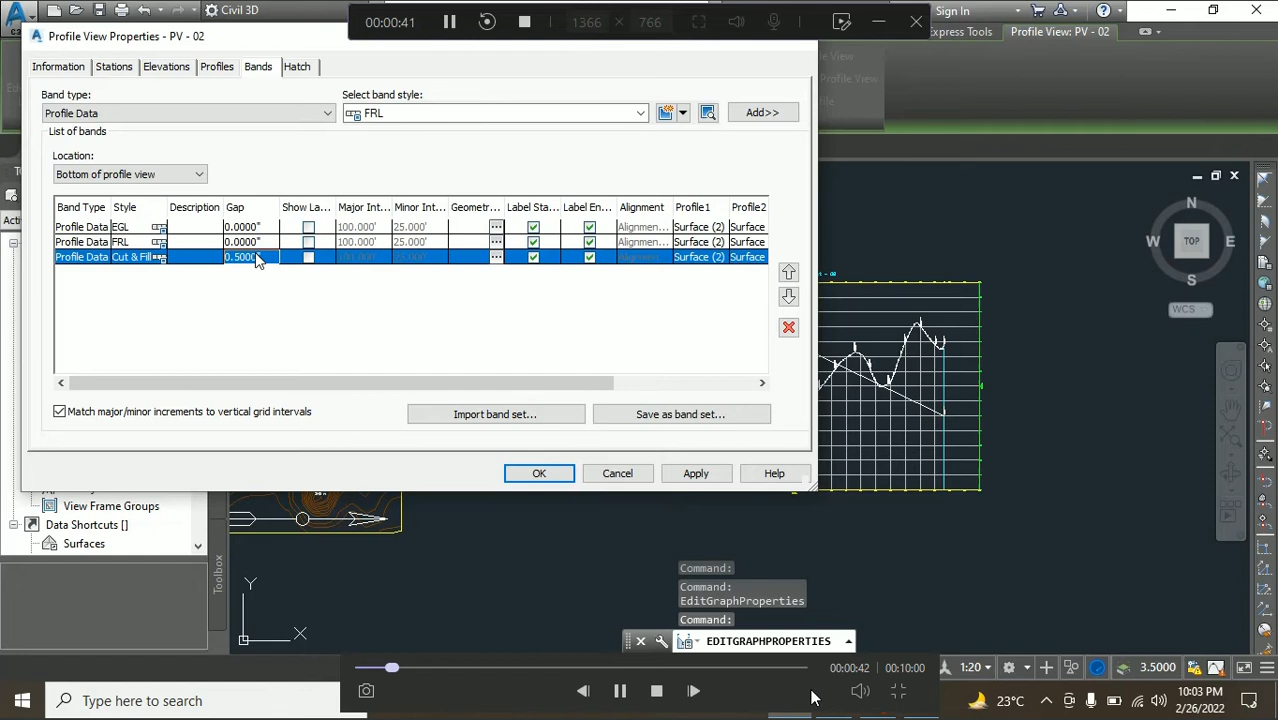 Civil 3D
00:00:41
1366 × 766
Sign In
Profile View Properties - PV - 02
Express Tools
Profile View: PV - 02
Information
Stations
Elevations
Profiles
Bands
Hatch
Band type:
Select band style:
Profile Data
FRL
Add>>
List of bands
Location:
Bottom of profile view
Band Type Style Description Gap Show La... Major Int... Minor Int... Geometr... Label Sta... Label En... Alignment Profile1 Profile2
Profile Data EGL 0.0000" 100.000' 25.000' Alignmen... Surface (2) Surface
Profile Data FRL 0.0000" 100.000' 25.000' Alignmen... Surface (2) Surface
Profile Data Cut & Fill 0.5000" 100.000' 25.000' Alignmen... Surface (2) Surface
Match major/minor increments to vertical grid intervals
Import band set...
Save as band set...
OK
Cancel
Apply
Help
N
W TOP E
S
WCS
View Frame Groups
Data Shortcuts []
Surfaces
Toolbox
Y
X
Command:
Command:
EditGraphProperties
Command:
EDITGRAPHPROPERTIES
00:00:42
00:10:00
1:20
3.5000
Type here to search
23°C
10:03 PM
2/26/2022